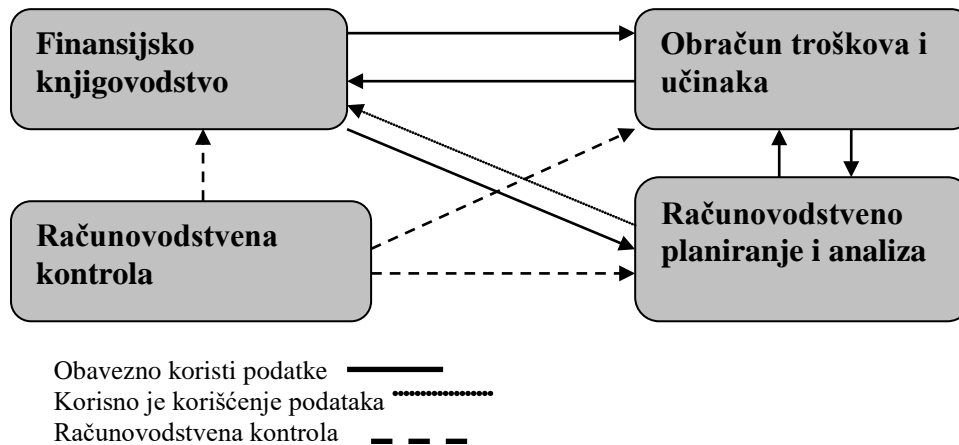 Finansijsko
knjigovodstvo
Obračun troškova i
učinaka
Računovodstvena
kontrola
Računovodstveno
planiranje i analiza
Obavezno koristi podatke
Korisno je korišćenje podataka
Računovodstvena kontrola